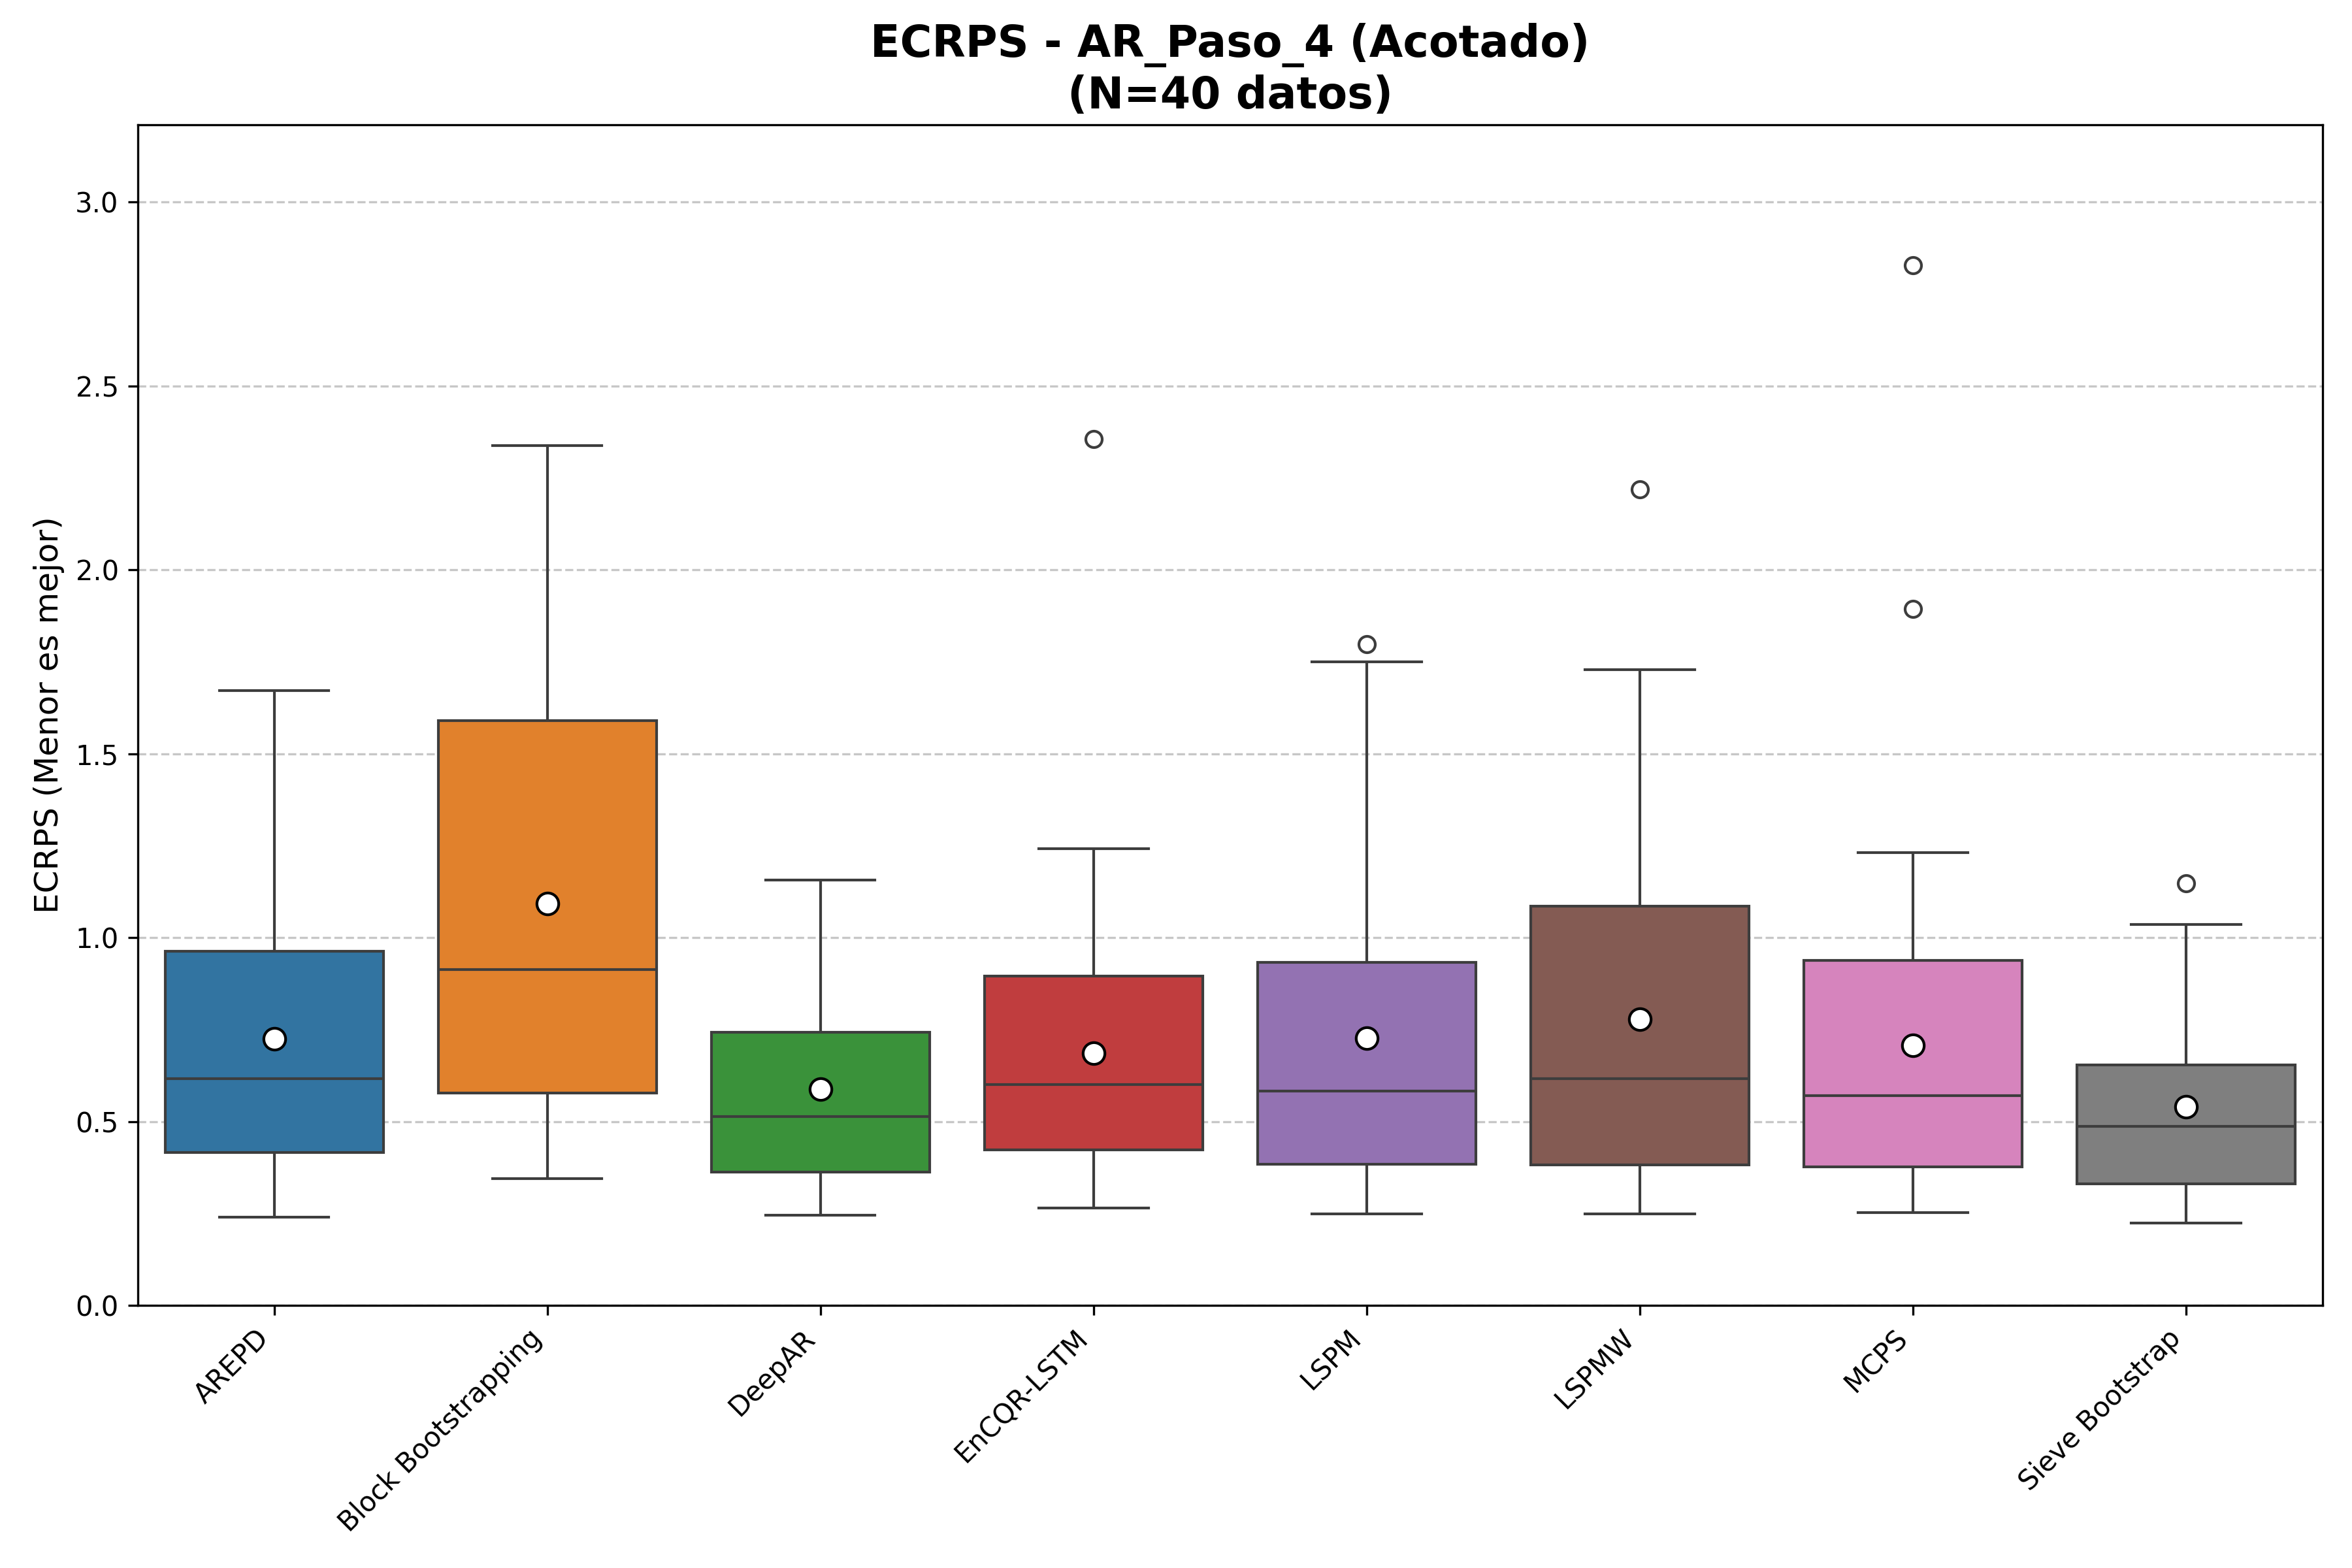 ECRPS - AR_Paso_4 (Acotado)
(N=40 datos)
ECRPS (Menor es mejor)
3.0
2.5
2.0
1.5
1.0
0.5
0.0
AREPD
Block Bootstrapping
DeepAR
EnCQR-LSTM
LSPM
LSPMW
MCPS
Sieve Bootstrap